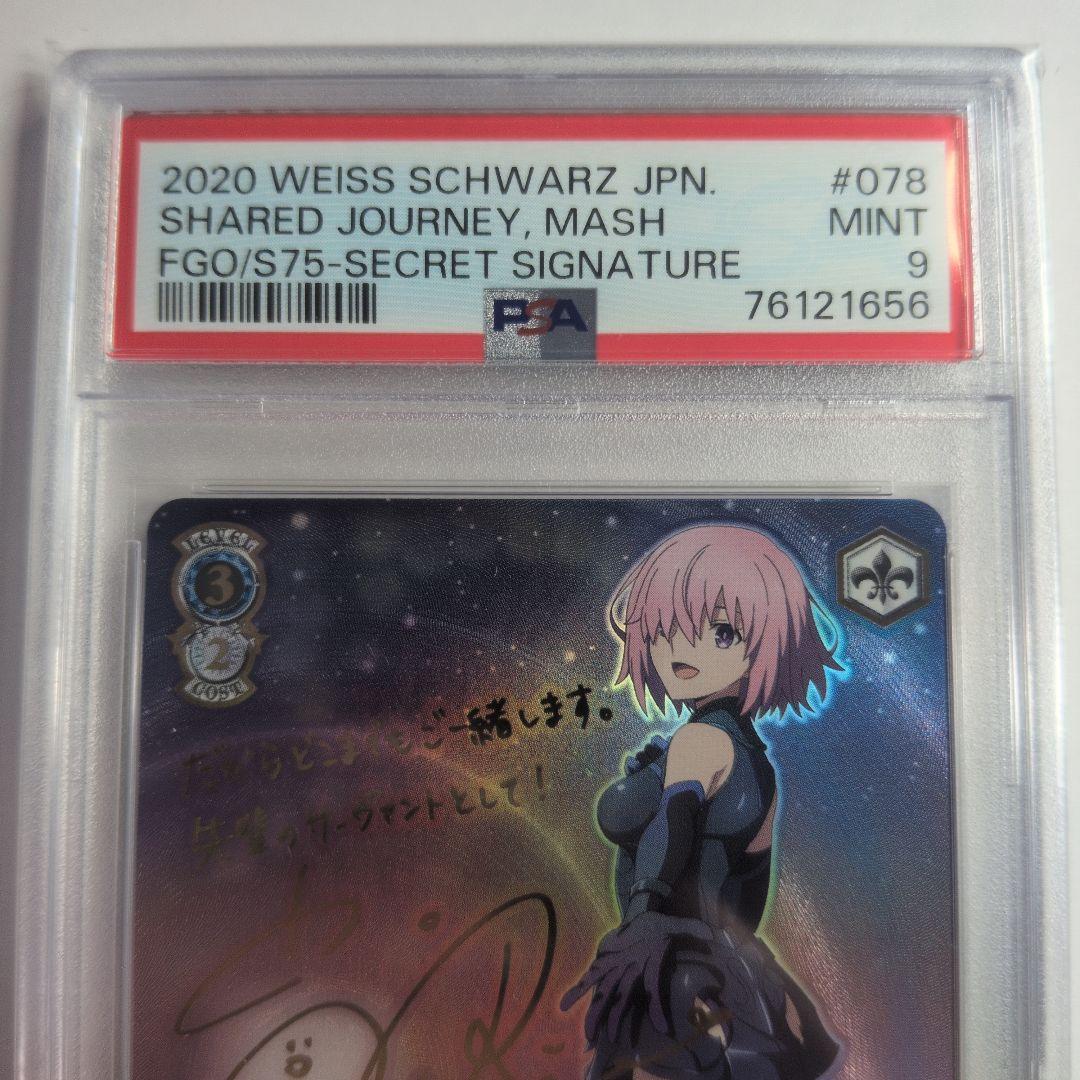 2020 WEISS SCHWARZ JPN. #078
SHARED JOURNEY, MASH MINT
FGO/S75-SECRET SIGNATURE 9
PSA 76121656
LEVEL
3
2
COST
だからどこまでもご一緒します。
先輩のサーヴァントとして!